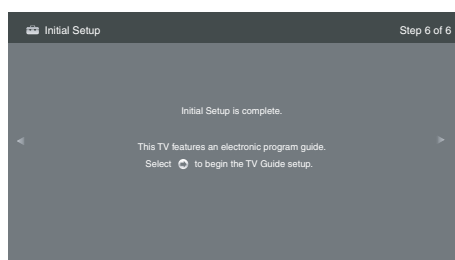 Initial Setup
Step 6 of 6
Initial Setup is complete.
This TV features an electronic program guide.
Select to begin the TV Guide setup.